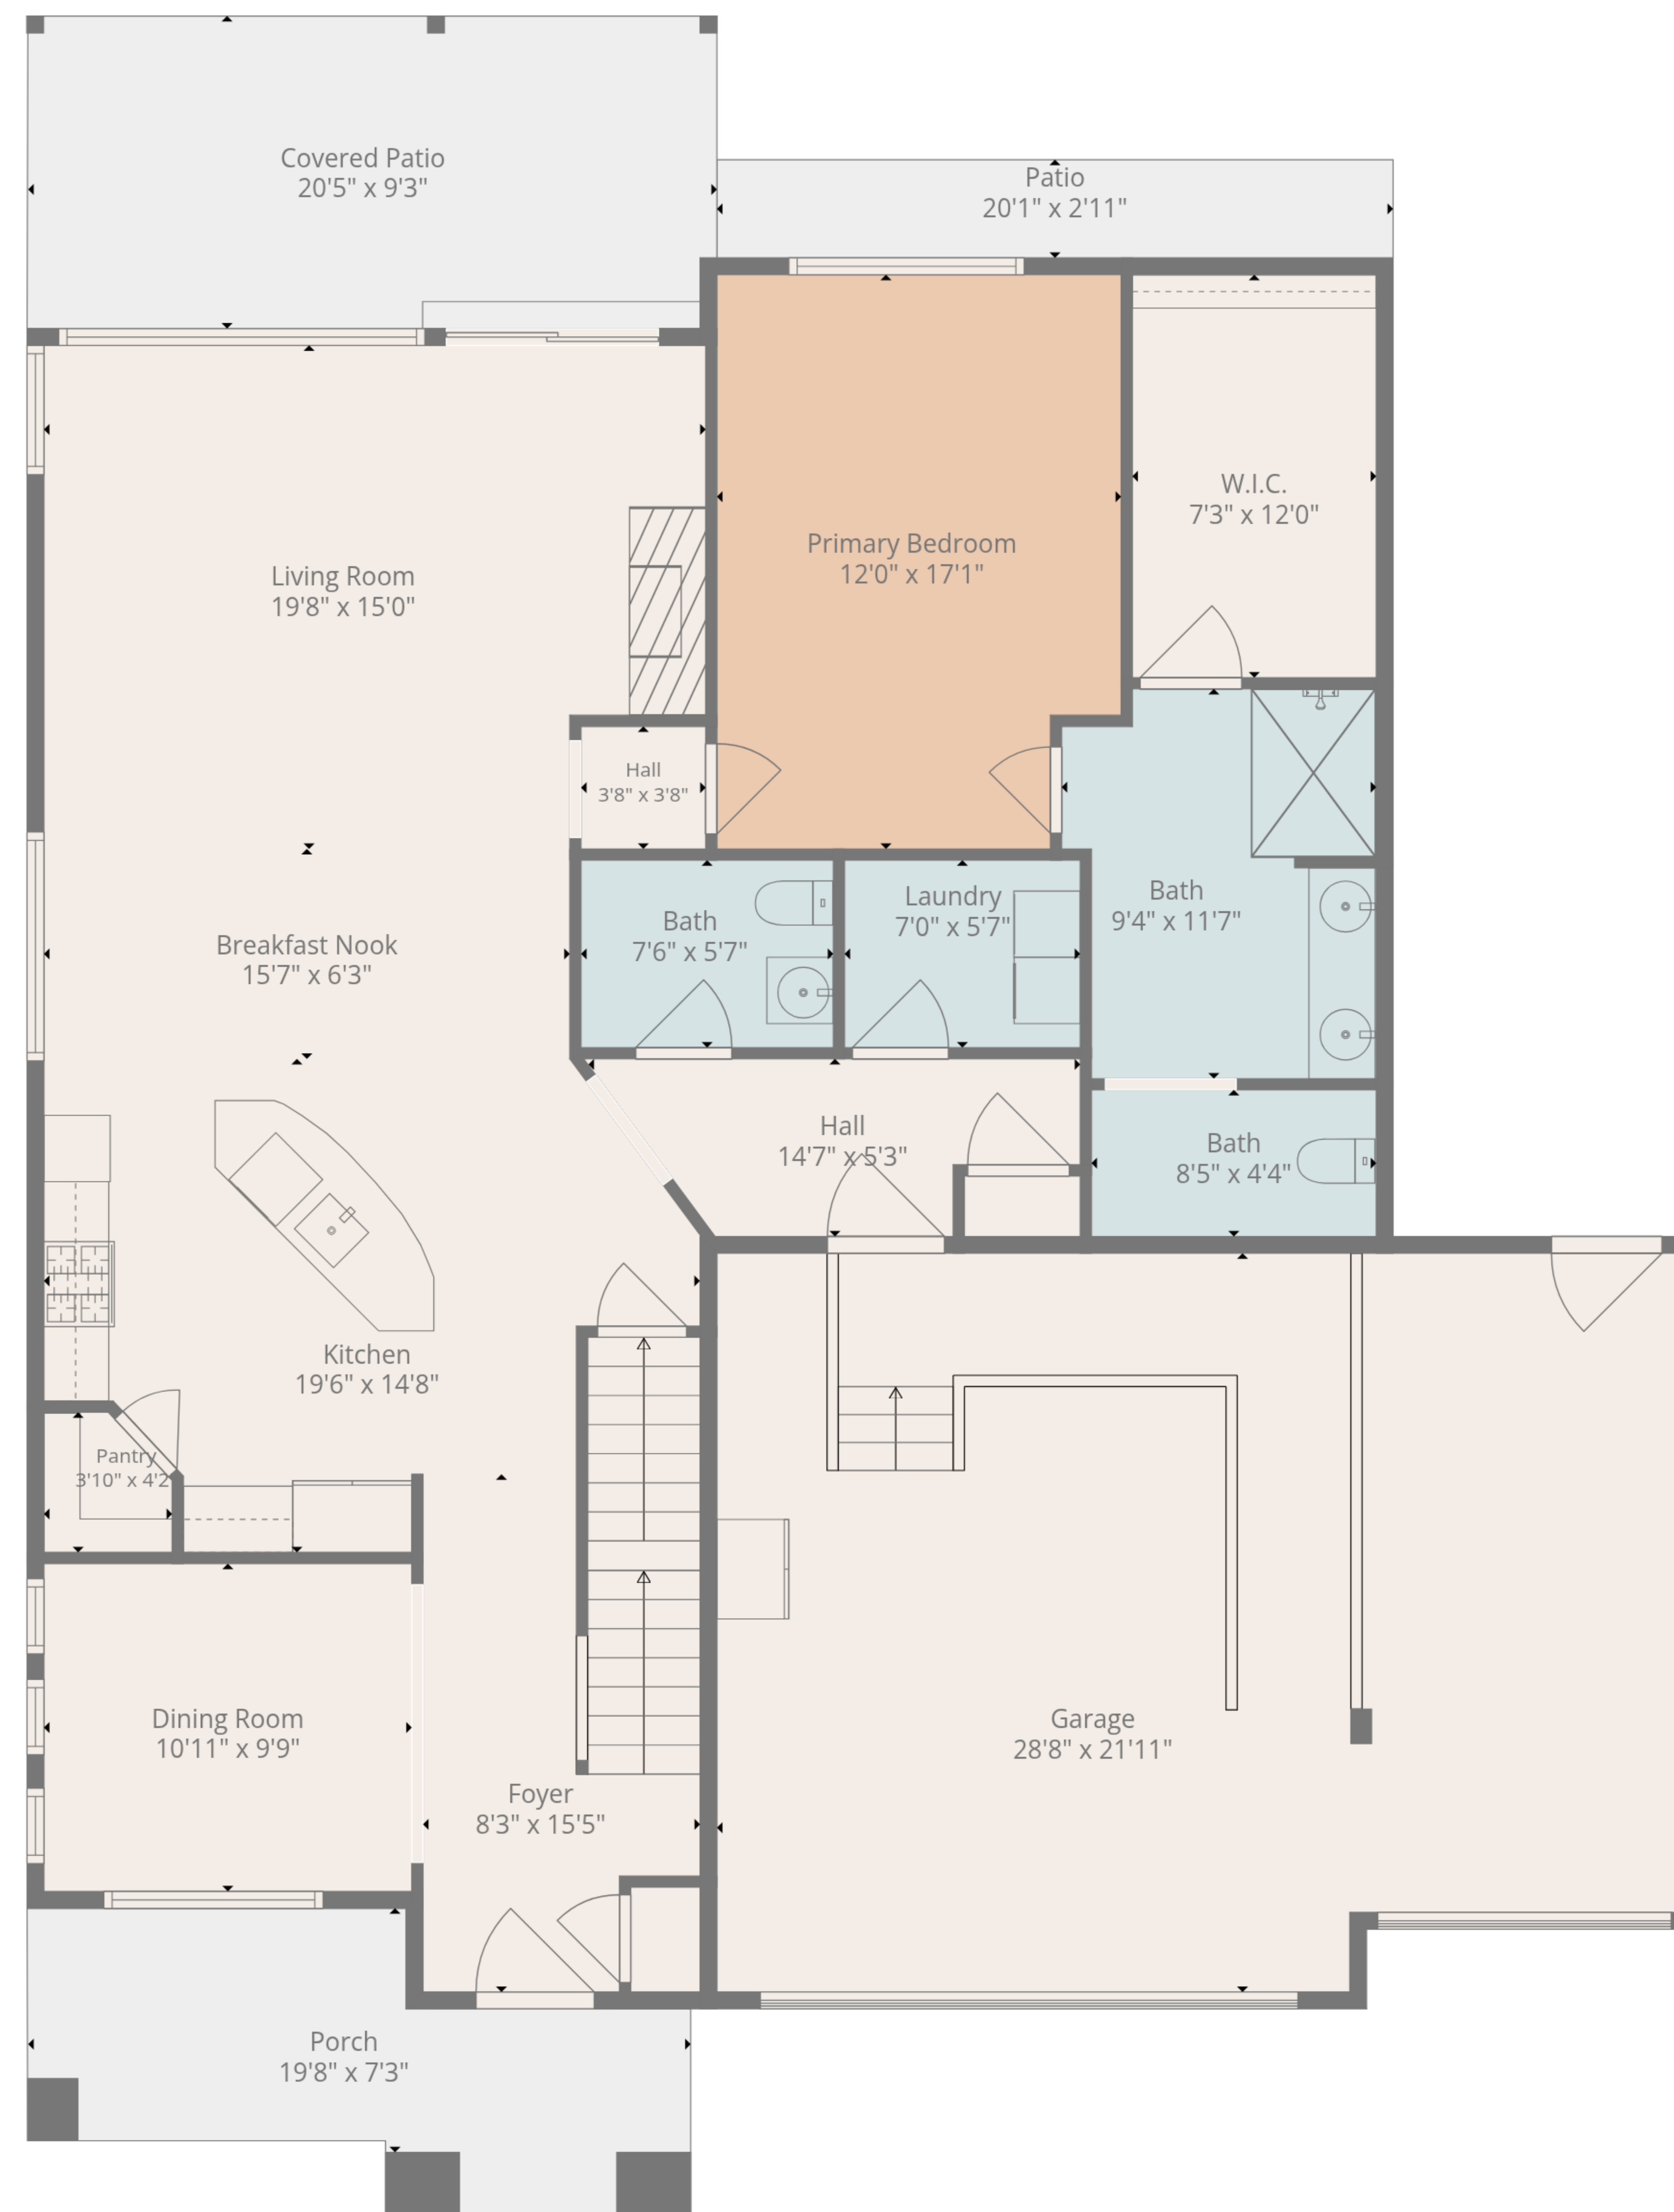 Covered Patio
20'5" x 9'3"
Patio
20'1" x 2'11"
W.I.C.
7'3" x 12'0"
Primary Bedroom
12'0" x 17'1"
Living Room
19'8" x 15'0"
Hall
3'8" x 3'8"
Bath
7'6" x 5'7"
Laundry
7'0" x 5'7"
Bath
9'4" x 11'7"
Breakfast Nook
15'7" x 6'3"
Hall
14'7" x 5'3"
Bath
8'5" x 4'4"
Kitchen
19'6" x 14'8"
Pantry
3'10" x 4'2
Dining Room
10'11" x 9'9"
Garage
28'8" x 21'11"
Foyer
8'3" x 15'5"
Porch
19'8" x 7'3"